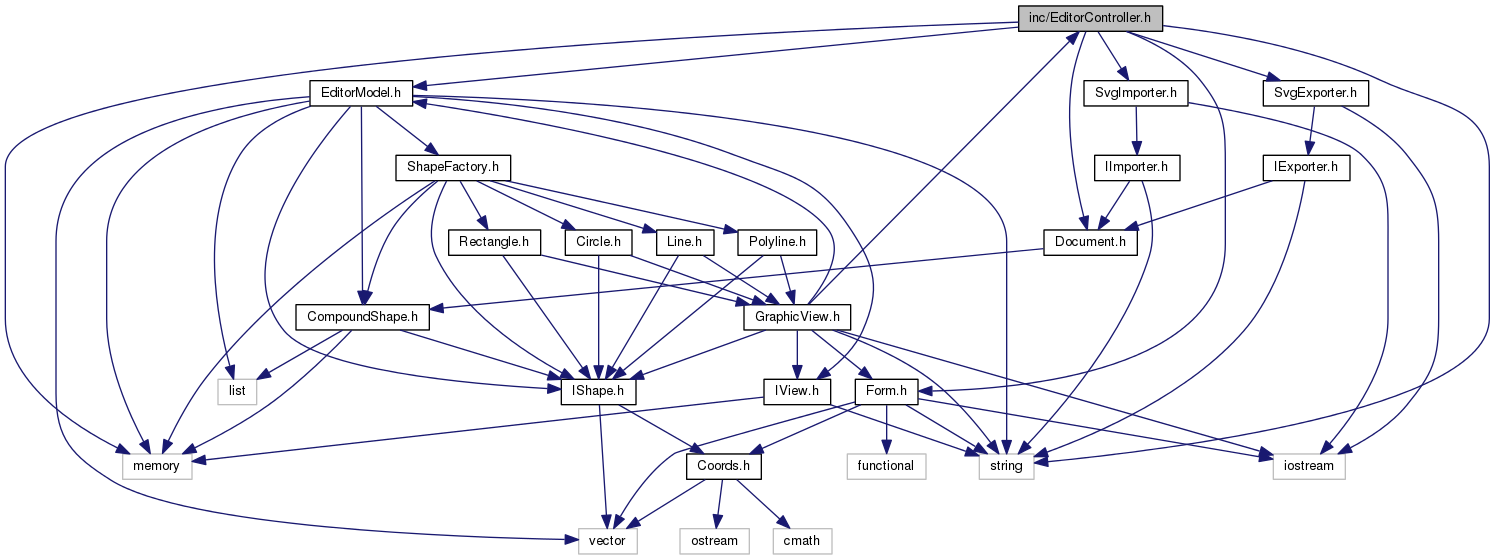 inc/EditorController.h
EditorModel.h
SvgImporter.h
SvgExporter.h
ShapeFactory.h
IImporter.h
IExporter.h
Rectangle.h
Circle.h
Line.h
Polyline.h
Document.h
CompoundShape.h
GraphicView.h
list
IShape.h
IView.h
Form.h
memory
Coords.h
functional
string
iostream
vector
ostream
cmath